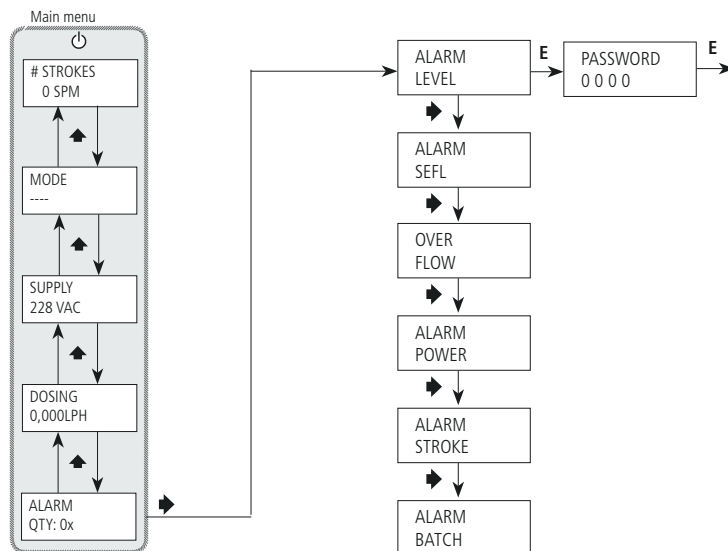 Main menu
# STROKES
0 SPM
MODE
----
SUPPLY
228 VAC
DOSING
0,000LPH
ALARM
QTY: 0x
ALARM
LEVEL
E
PASSWORD
0 0 0 0
E
ALARM
SEFL
OVER
FLOW
ALARM
POWER
ALARM
STROKE
ALARM
BATCH